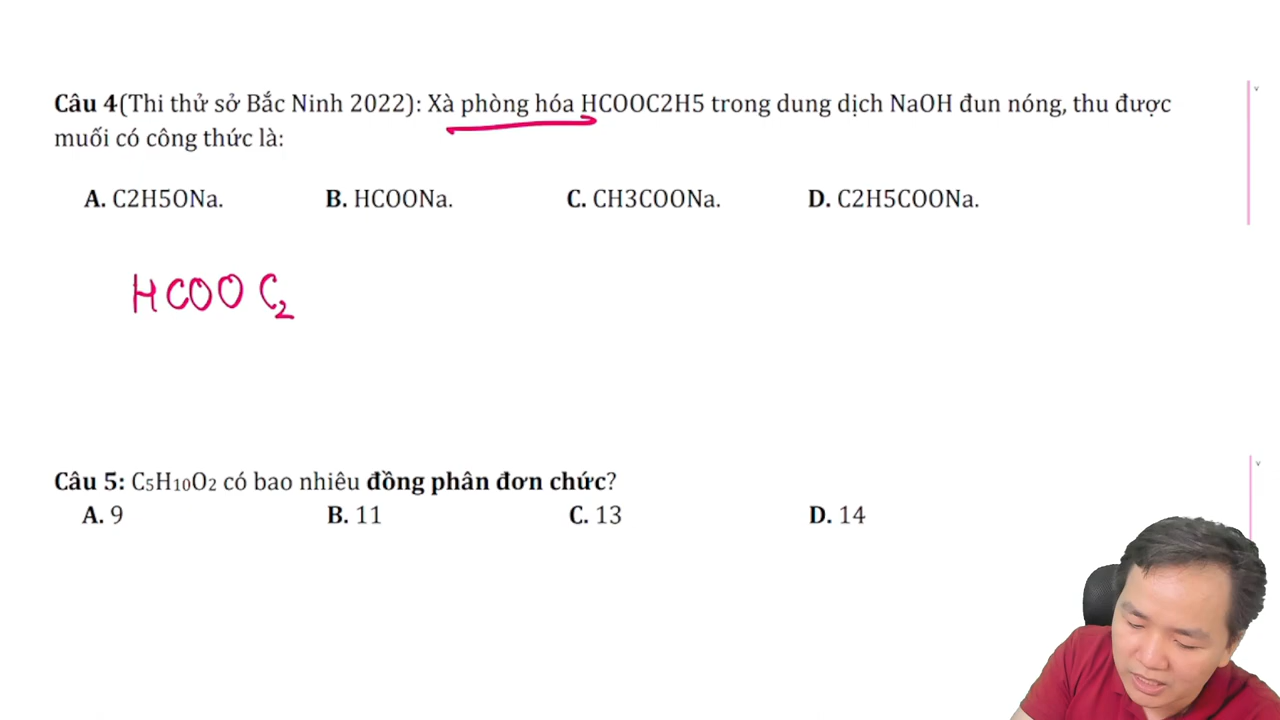 Câu 4(Thi thử sở Bắc Ninh 2022): Xà phòng hóa HCOOC2H5 trong dung dịch NaOH đun nóng, thu được
muối có công thức là:
A. C2H5ONa. B. HCOONa. C. CH3COONa. D. C2H5COONa.
HCOO C₂
Câu 5: C₅H₁₀O₂ có bao nhiêu đồng phân đơn chức?
A. 9 B. 11 C. 13 D. 14